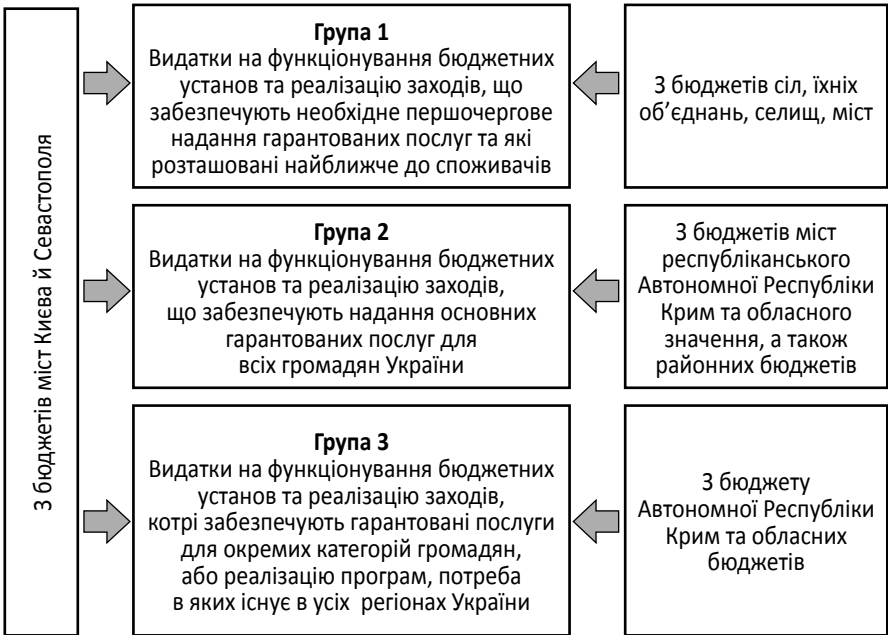 З бюджетів міст Києва й Севастополя
Група 1
Видатки на функціонування бюджетних
установ та реалізацію заходів, що
забезпечують необхідне першочергове
надання гарантованих послуг та які
розташовані найближче до споживачів
З бюджетів сіл, їхніх
об’єднань, селищ, міст
Група 2
Видатки на функціонування бюджетних
установ та реалізацію заходів,
що забезпечують надання основних
гарантованих послуг для
всіх громадян України
З бюджетів міст
республіканського
Автономної Республіки
Крим та обласного
значення, а також
районних бюджетів
Група 3
Видатки на функціонування бюджетних
установ та реалізацію заходів,
котрі забезпечують гарантовані послуги
для окремих категорій громадян,
або реалізацію програм, потреба
в яких існує в усіх регіонах України
З бюджету
Автономної Республіки
Крим та обласних
бюджетів